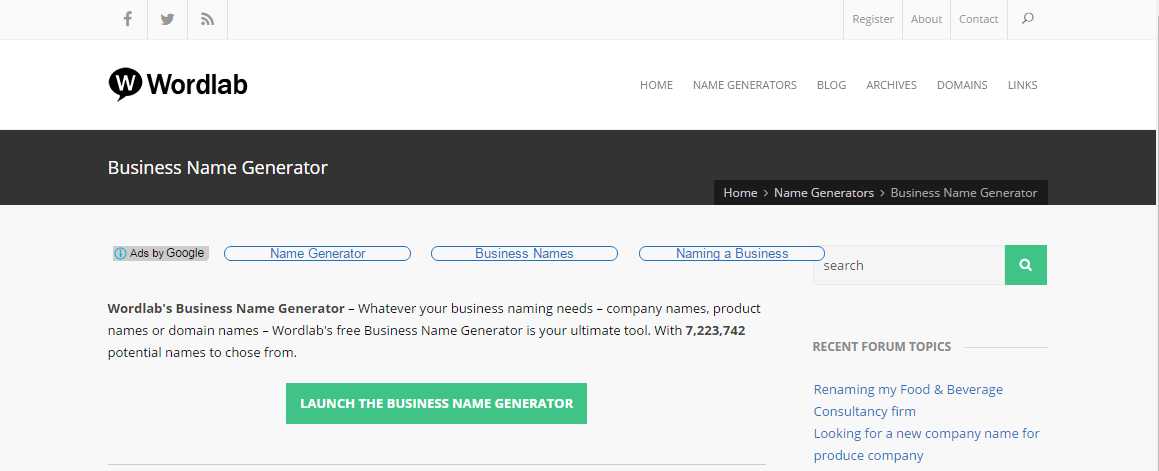 Register About Contact
W Wordlab
HOME NAME GENERATORS BLOG ARCHIVES DOMAINS LINKS
Business Name Generator
Home > Name Generators > Business Name Generator
Ads by Google Name Generator Business Names Naming a Business
search
Wordlab's Business Name Generator – Whatever your business naming needs – company names, product
names or domain names – Wordlab's free Business Name Generator is your ultimate tool. With 7,223,742
potential names to chose from.
LAUNCH THE BUSINESS NAME GENERATOR
RECENT FORUM TOPICS
Renaming my Food & Beverage
Consultancy firm
Looking for a new company name for
produce company